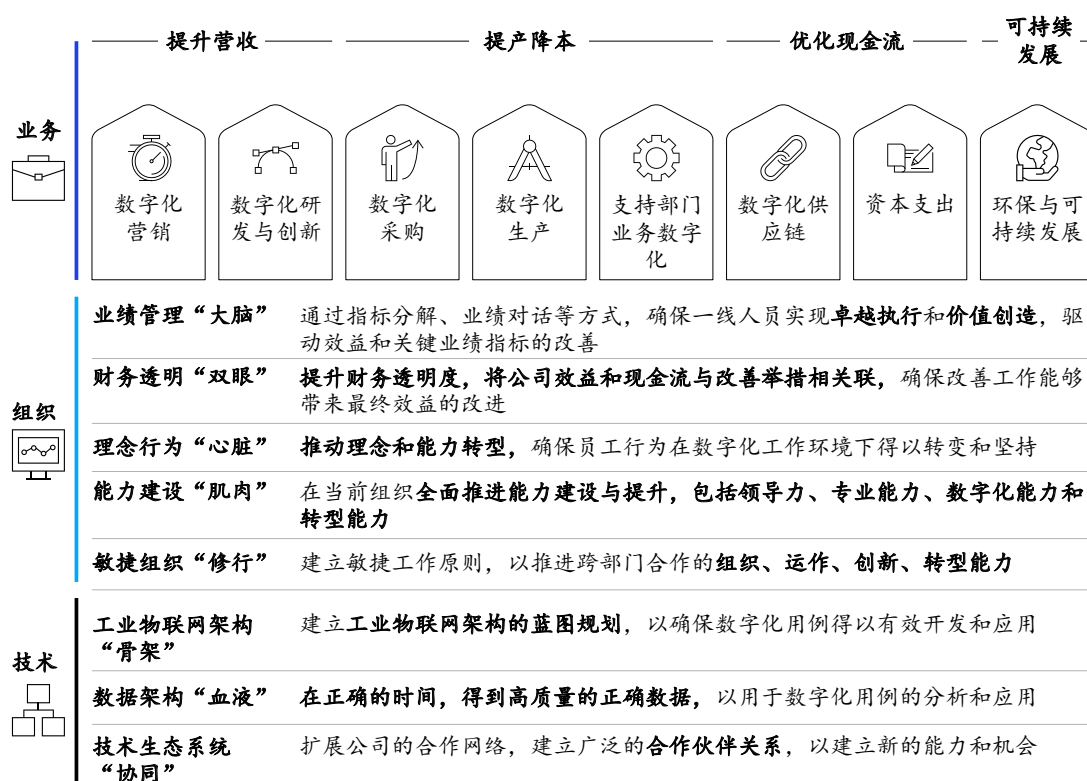 提升营收
提产降本
优化现金流
可持续
发展
业务
数字化
营销
数字化研
发与创新
数字化
采购
数字化
生产
支持部门
业务数字
化
数字化供
应链
资本支出
环保与可
持续发展
组织
业绩管理“大脑”
通过指标分解、业绩对话等方式，确保一线人员实现卓越执行和价值创造，驱
动效益和关键业绩指标的改善
财务透明“双眼”
提升财务透明度，将公司效益和现金流与改善举措相关联，确保改善工作能够
带来最终效益的改进
理念行为“心脏”
推动理念和能力转型，确保员工行为在数字化工作环境下得以转变和坚持
能力建设“肌肉”
在当前组织全面推进能力建设与提升，包括领导力、专业能力、数字化能力和
转型能力
敏捷组织“修行”
建立敏捷工作原则，以推进跨部门合作的组织、运作、创新、转型能力
技术
工业物联网架构
“骨架”
建立工业物联网架构的蓝图规划，以确保数字化用例得以有效开发和应用
数据架构“血液”
在正确的时间，得到高质量的正确数据，以用于数字化用例的分析和应用
技术生态系统
“协同”
扩展公司的合作网络，建立广泛的合作伙伴关系，以建立新的能力和机会